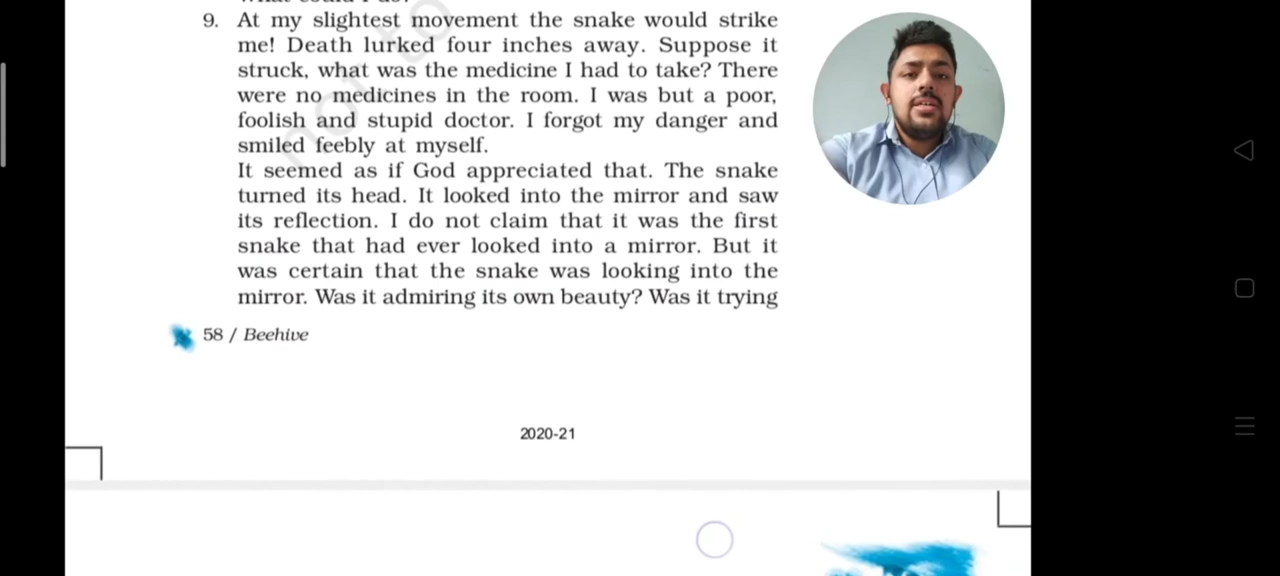 9. At my slightest movement the snake would strike
me! Death lurked four inches away. Suppose it
struck, what was the medicine I had to take? There
were no medicines in the room. I was but a poor,
foolish and stupid doctor. I forgot my danger and
smiled feebly at myself.
It seemed as if God appreciated that. The snake
turned its head. It looked into the mirror and saw
its reflection. I do not claim that it was the first
snake that had ever looked into a mirror. But it
was certain that the snake was looking into the
mirror. Was it admiring its own beauty? Was it trying
58 / Beehive
2020-21